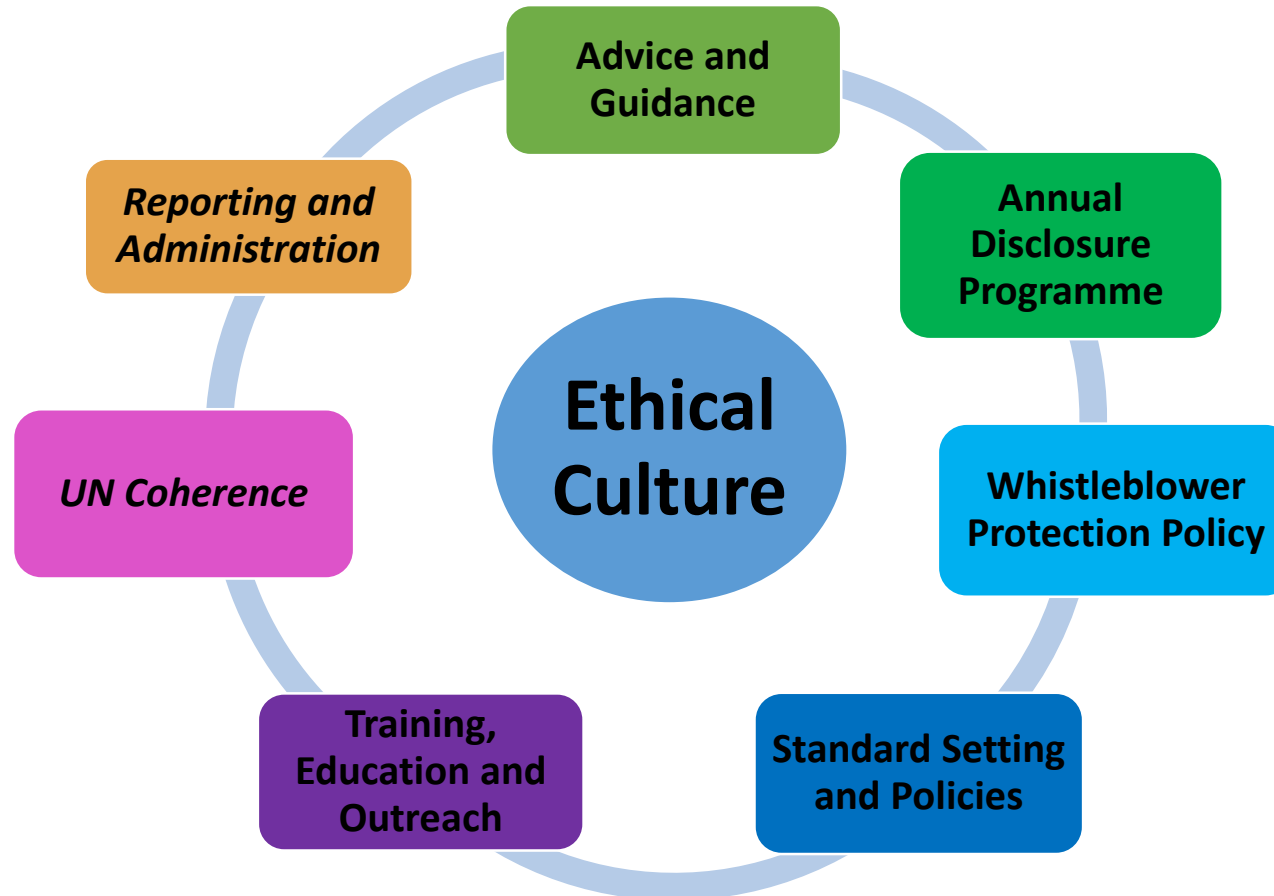 Advice and
Guidance
Annual
Disclosure
Programme
Whistleblower
Protection Policy
Standard Setting
and Policies
Training,
Education and
Outreach
UN Coherence
Reporting and
Administration
Ethical
Culture